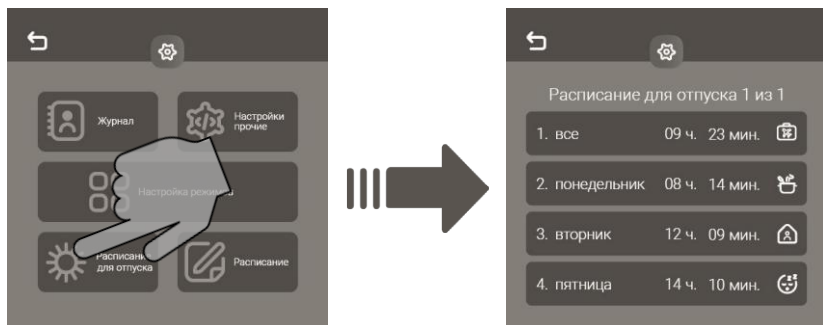 Журнал
Настройки
прочие
Настройка режимов
Расписание
для отпуска
Расписание
Расписание для отпуска 1 из 1
1. все 09 ч. 23 мин.
2. понедельник 08 ч. 14 мин.
3. вторник 12 ч. 09 мин.
4. пятница 14 ч. 10 мин.